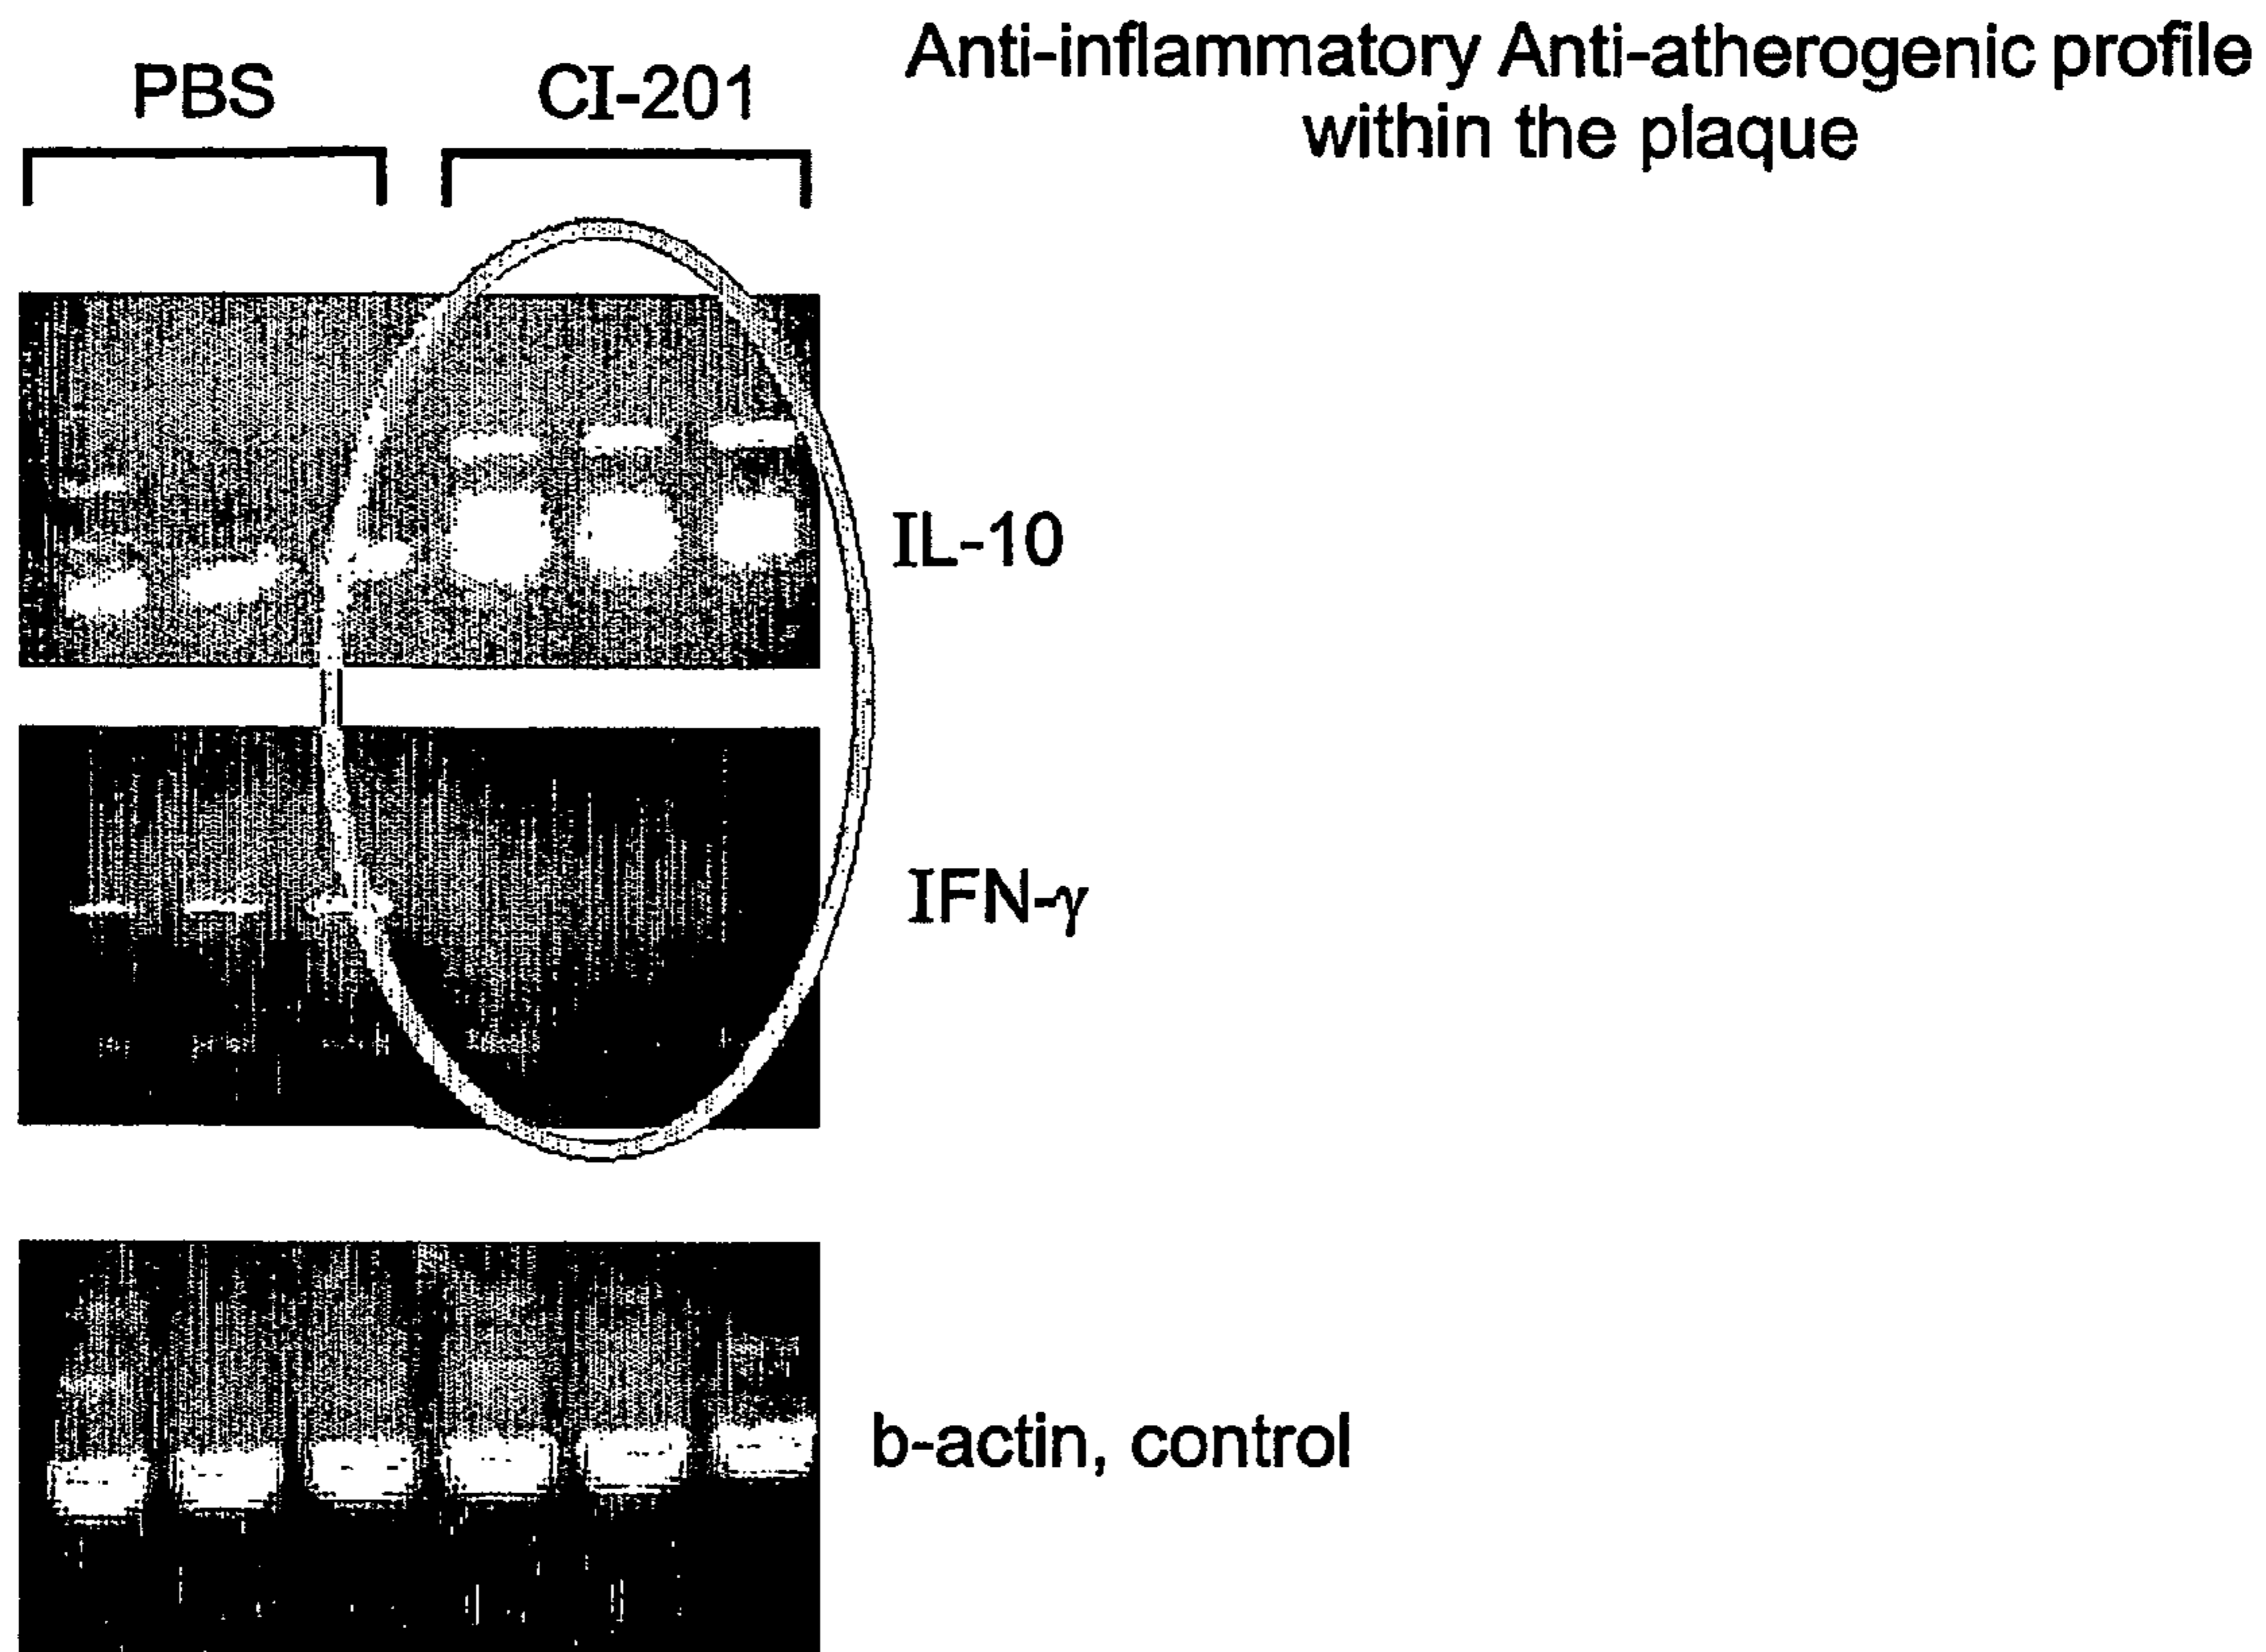 PBS
CI-201
Anti-inflammatory Anti-atherogenic profile
within the plaque
IL-10
IFN-γ
b-actin, control